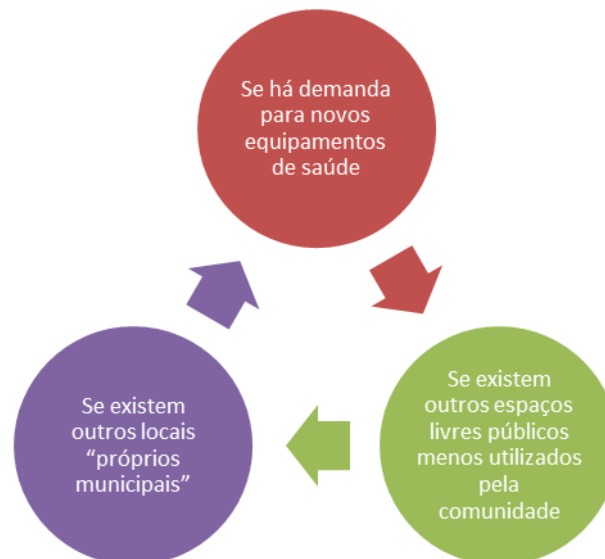 Se há demanda
para novos
equipamentos
de saúde
Se existem
outros espaços
livres públicos
menos utilizados
pela
comunidade
Se existem
outros locais
“próprios
municipais”